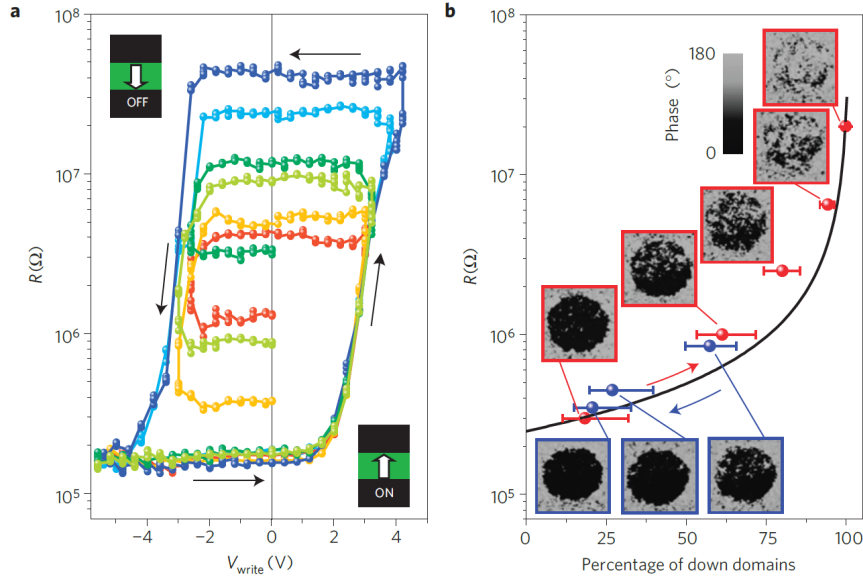 a
10⁸
10⁷
10⁶
10⁵
R(Ω)
OFF
ON
−4
−2
0
2
4
V_write (V)
b
10⁸
10⁷
10⁶
10⁵
R(Ω)
Phase (°)
180
0
0
25
50
75
100
Percentage of down domains